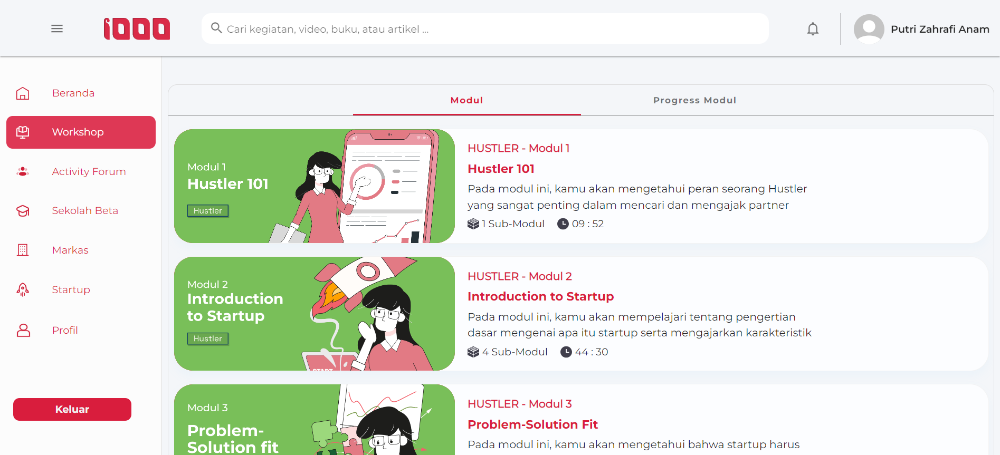 1000
Cari kegiatan, video, buku, atau artikel ...
Putri Zahrafi Anam
Beranda
Workshop
Activity Forum
Sekolah Beta
Markas
Startup
Profil
Keluar
Modul
Progress Modul
Modul 1
Hustler 101
Hustler
HUSTLER - Modul 1
Hustler 101
Pada modul ini, kamu akan mengetahui peran seorang Hustler
yang sangat penting dalam mencari dan mengajak partner
1 Sub-Modul
09 : 52
Modul 2
Introduction
to Startup
Hustler
START
HUSTLER - Modul 2
Introduction to Startup
Pada modul ini, kamu akan mempelajari tentang pengertian
dasar mengenai apa itu startup serta mengajarkan karakteristik
4 Sub-Modul
44 : 30
Modul 3
Problem-
Solution fit
HUSTLER - Modul 3
Problem-Solution Fit
Pada modul ini, kamu akan mengetahui bahwa startup harus